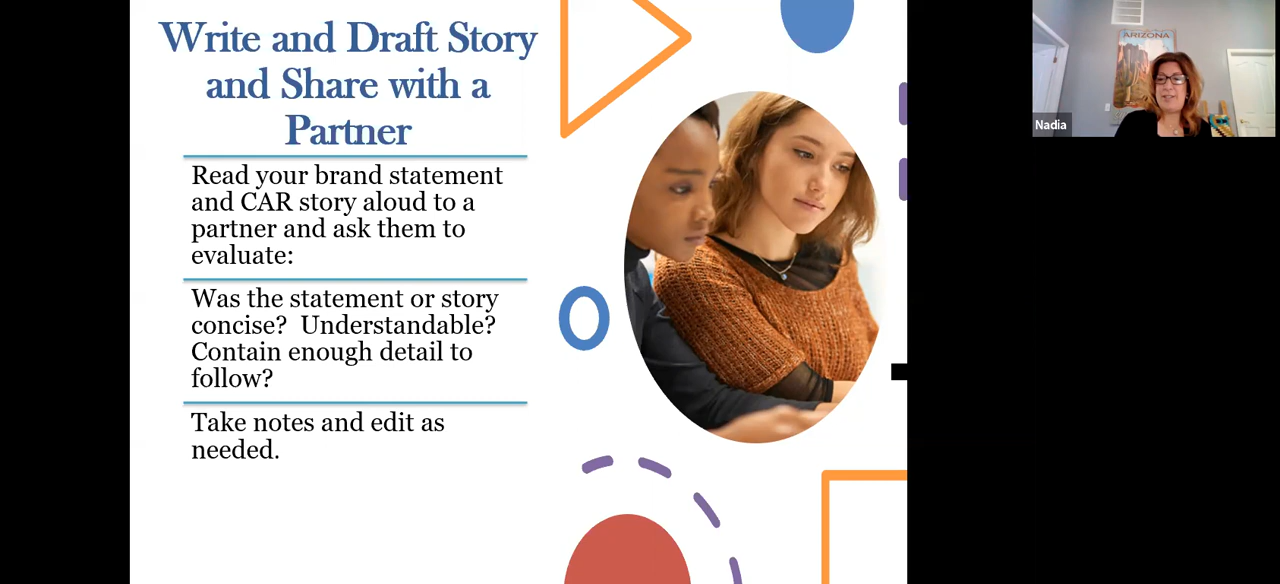 Write and Draft Story
and Share with a
Partner
Read your brand statement
and CAR story aloud to a
partner and ask them to
evaluate:
Was the statement or story
concise?  Understandable?
Contain enough detail to
follow?
Take notes and edit as
needed.
ARIZONA
Nadia